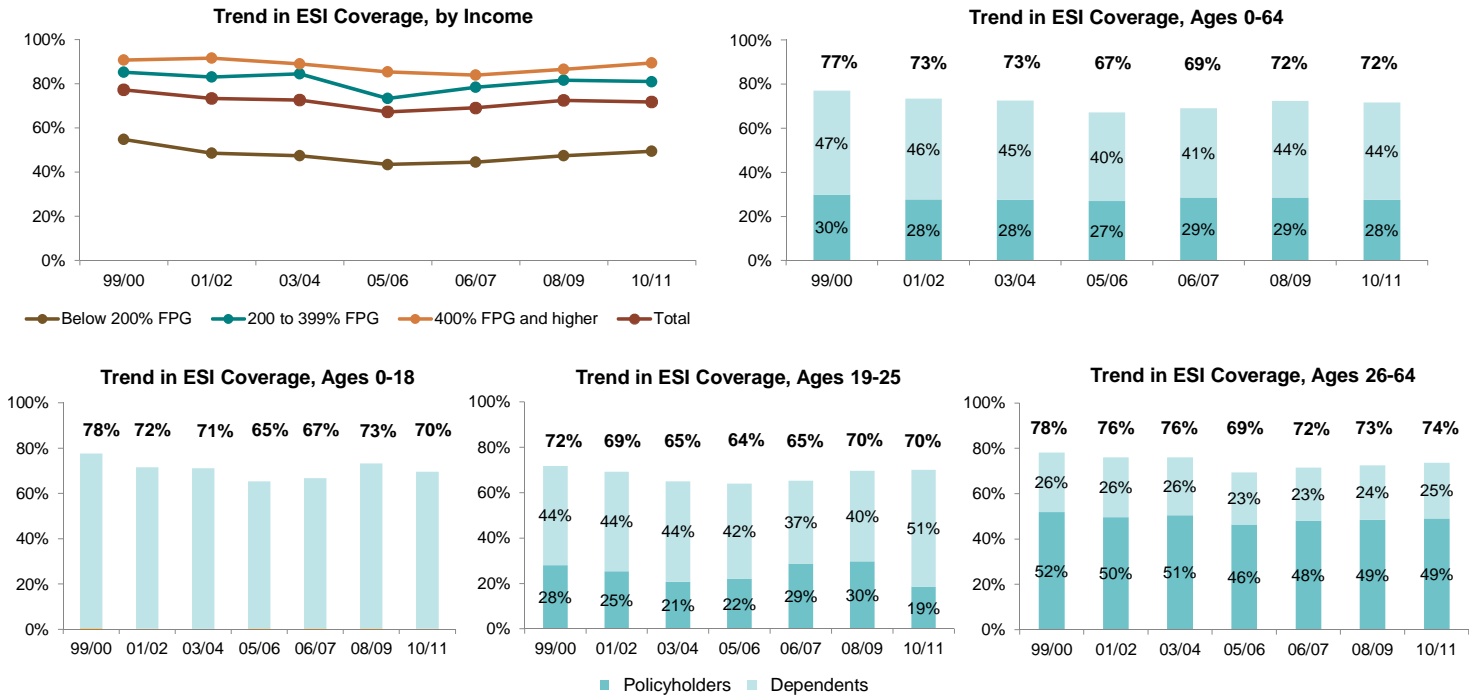 Trend in ESI Coverage, by Income
100%
80%
60%
40%
20%
0%
99/00 01/02 03/04 05/06 06/07 08/09 10/11
Below 200% FPG 200 to 399% FPG 400% FPG and higher Total
Trend in ESI Coverage, Ages 0-64
100%
80%
60%
40%
20%
0%
77% 73% 73% 67% 69% 72% 72%
47% 46% 45% 40% 41% 44% 44%
30% 28% 28% 27% 29% 29% 28%
99/00 01/02 03/04 05/06 06/07 08/09 10/11
Trend in ESI Coverage, Ages 0-18
100%
80%
60%
40%
20%
0%
78% 72% 71% 65% 67% 73% 70%
99/00 01/02 03/04 05/06 06/07 08/09 10/11
Trend in ESI Coverage, Ages 19-25
100%
80%
60%
40%
20%
0%
72% 69% 65% 64% 65% 70% 70%
44% 44% 44% 42% 37% 40% 51%
28% 25% 21% 22% 29% 30% 19%
99/00 01/02 03/04 05/06 06/07 08/09 10/11
Trend in ESI Coverage, Ages 26-64
100%
80%
60%
40%
20%
0%
78% 76% 76% 69% 72% 73% 74%
26% 26% 26% 23% 23% 24% 25%
52% 50% 51% 46% 48% 49% 49%
99/00 01/02 03/04 05/06 06/07 08/09 10/11
Policyholders Dependents